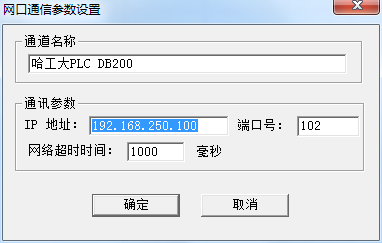 网口通信参数设置
通道名称
哈工大PLC DB200
通讯参数
IP 地址: 192.168.250.100 端口号: 102
网络超时时间: 1000 毫秒
确定 取消